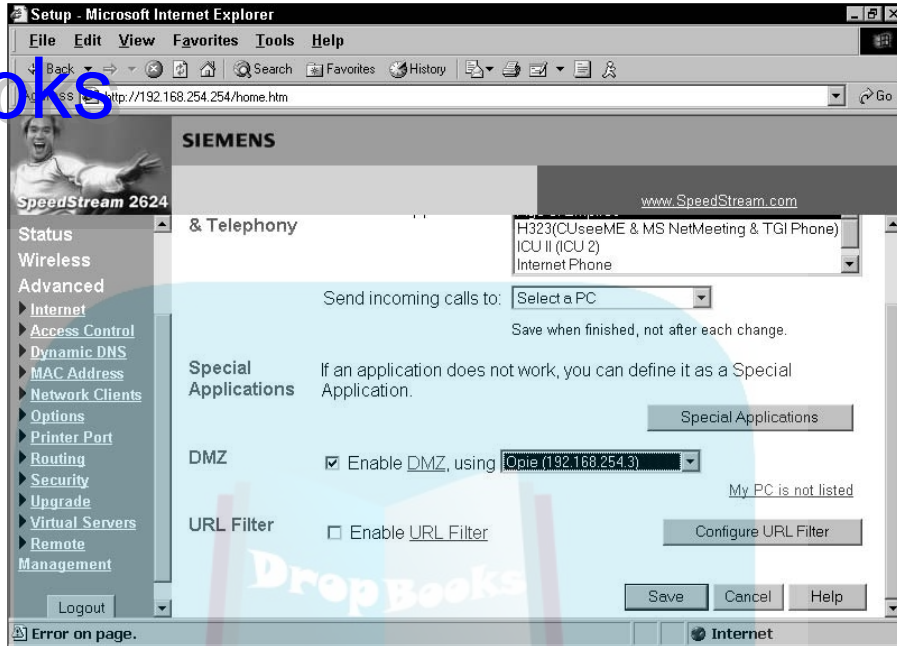 Setup - Microsoft Internet Explorer
File Edit View Favorites Tools Help
Back Search Favorites History
http://192.168.254.254/home.htm Go
oks
SIEMENS
SpeedStream 2624
www.SpeedStream.com
Status
Wireless
Advanced
Internet
Access Control
Dynamic DNS
MAC Address
Network Clients
Options
Printer Port
Routing
Security
Upgrade
Virtual Servers
Remote
Management
Logout
& Telephony
H323(CUseeME & MS NetMeeting & TGI Phone)
ICU II (ICU 2)
Internet Phone
Send incoming calls to: Select a PC
Save when finished, not after each change.
Special
Applications
If an application does not work, you can define it as a Special
Application.
Special Applications
DMZ
Enable DMZ, using Opie (192.168.254.3)
My PC is not listed
URL Filter
Enable URL Filter
Configure URL Filter
DropBooks
Save Cancel Help
Error on page. Internet